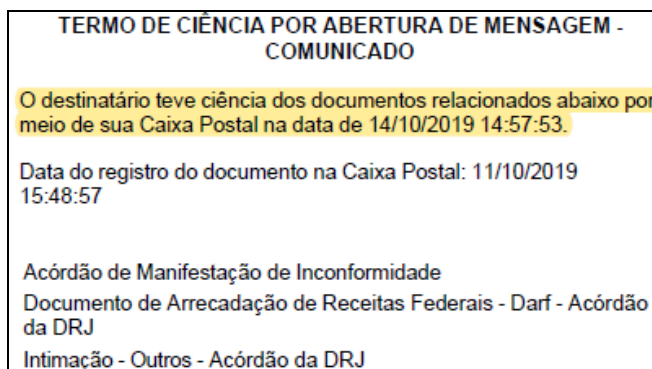 TERMO DE CIÊNCIA POR ABERTURA DE MENSAGEM -
COMUNICADO
O destinatário teve ciência dos documentos relacionados abaixo por
meio de sua Caixa Postal na data de 14/10/2019 14:57:53.
Data do registro do documento na Caixa Postal: 11/10/2019
15:48:57
Acórdão de Manifestação de Inconformidade
Documento de Arrecadação de Receitas Federais - Darf - Acórdão
da DRJ
Intimação - Outros - Acórdão da DRJ